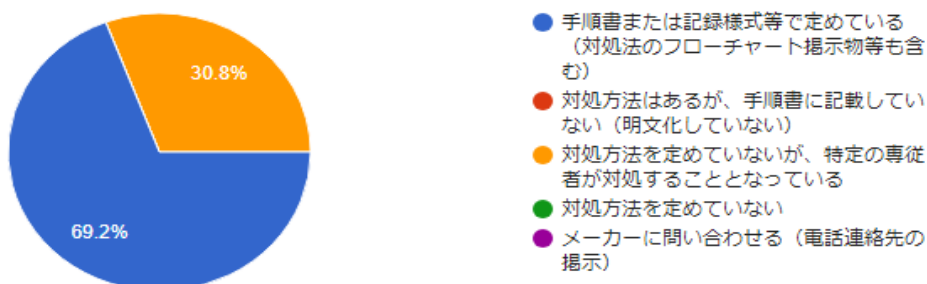 30.8%
69.2%
手順書または記録様式等で定めている
（対処法のフローチャート掲示物等も含
む）
対処方法はあるが、手順書に記載してい
ない（明文化していない）
対処方法を定めていないが、特定の専従
者が対処することとなっている
対処方法を定めていない
メーカーに問い合わせる（電話連絡先の
掲示）